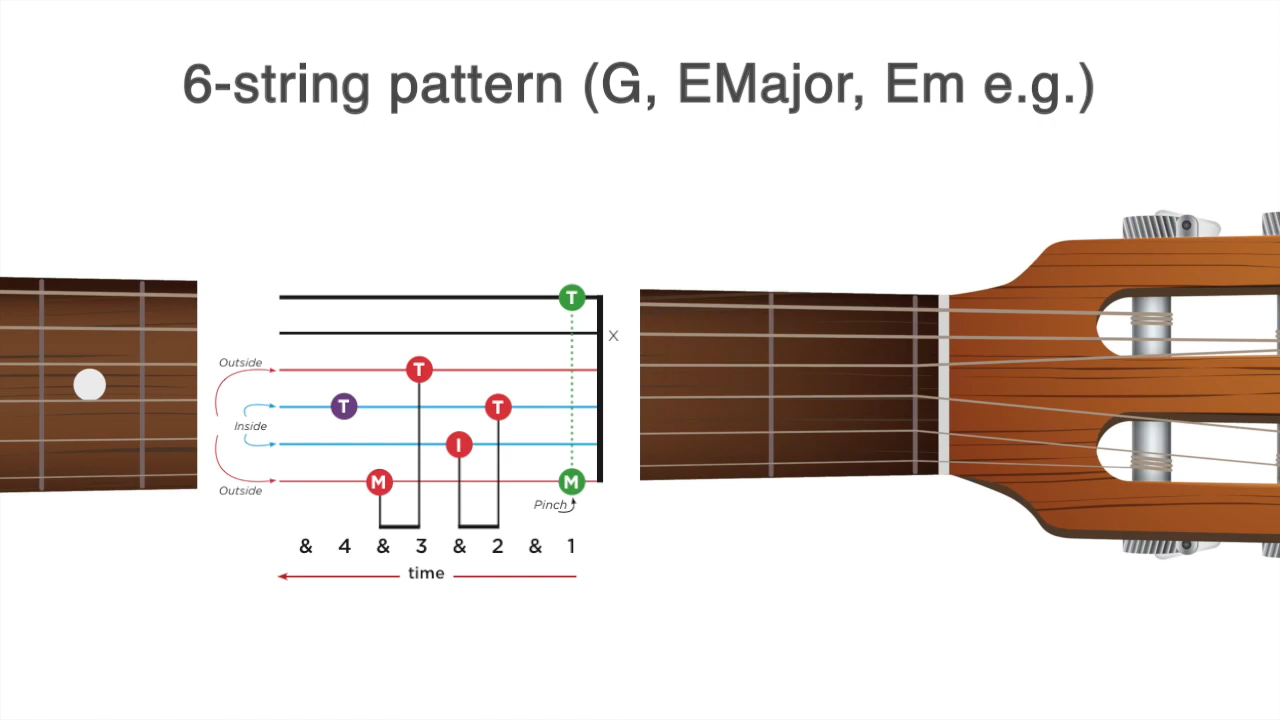 6-string pattern (G, EMajor, Em e.g.)
T
X
Outside
T
T
T
Inside
I
Outside
M
M
Pinch
& 4 & 3 & 2 & 1
time